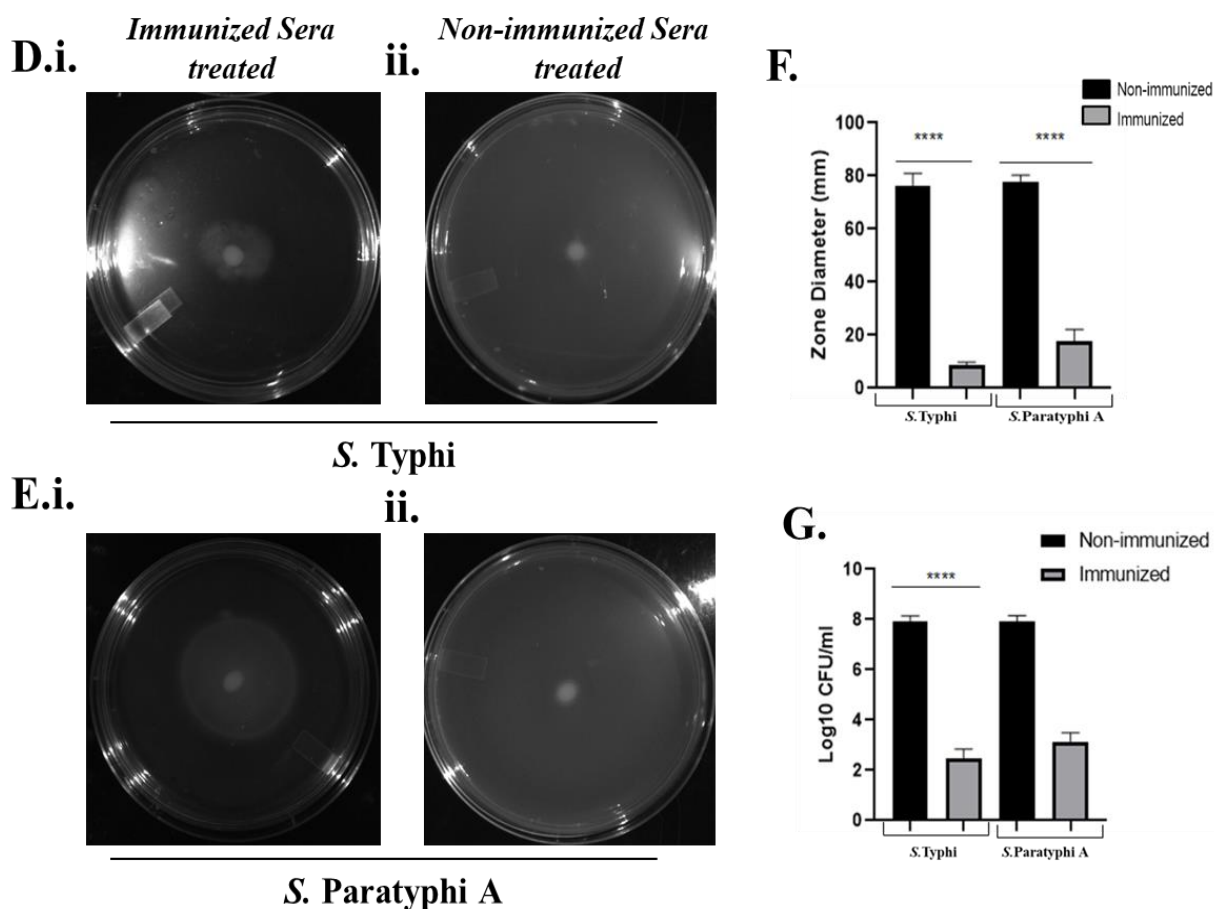 D.i.
Immunized Sera
treated
ii.
Non-immunized Sera
treated
S. Typhi
E.i.
ii.
S. Paratyphi A
F.
Non-immunized
Immunized
100
80
60
40
20
0
Zone Diameter (mm)
****
****
S.Typhi
S.Paratyphi A
G.
Non-immunized
Immunized
10
8
6
4
2
0
Log10 CFU/ml
****
S.Typhi
S.Paratyphi A